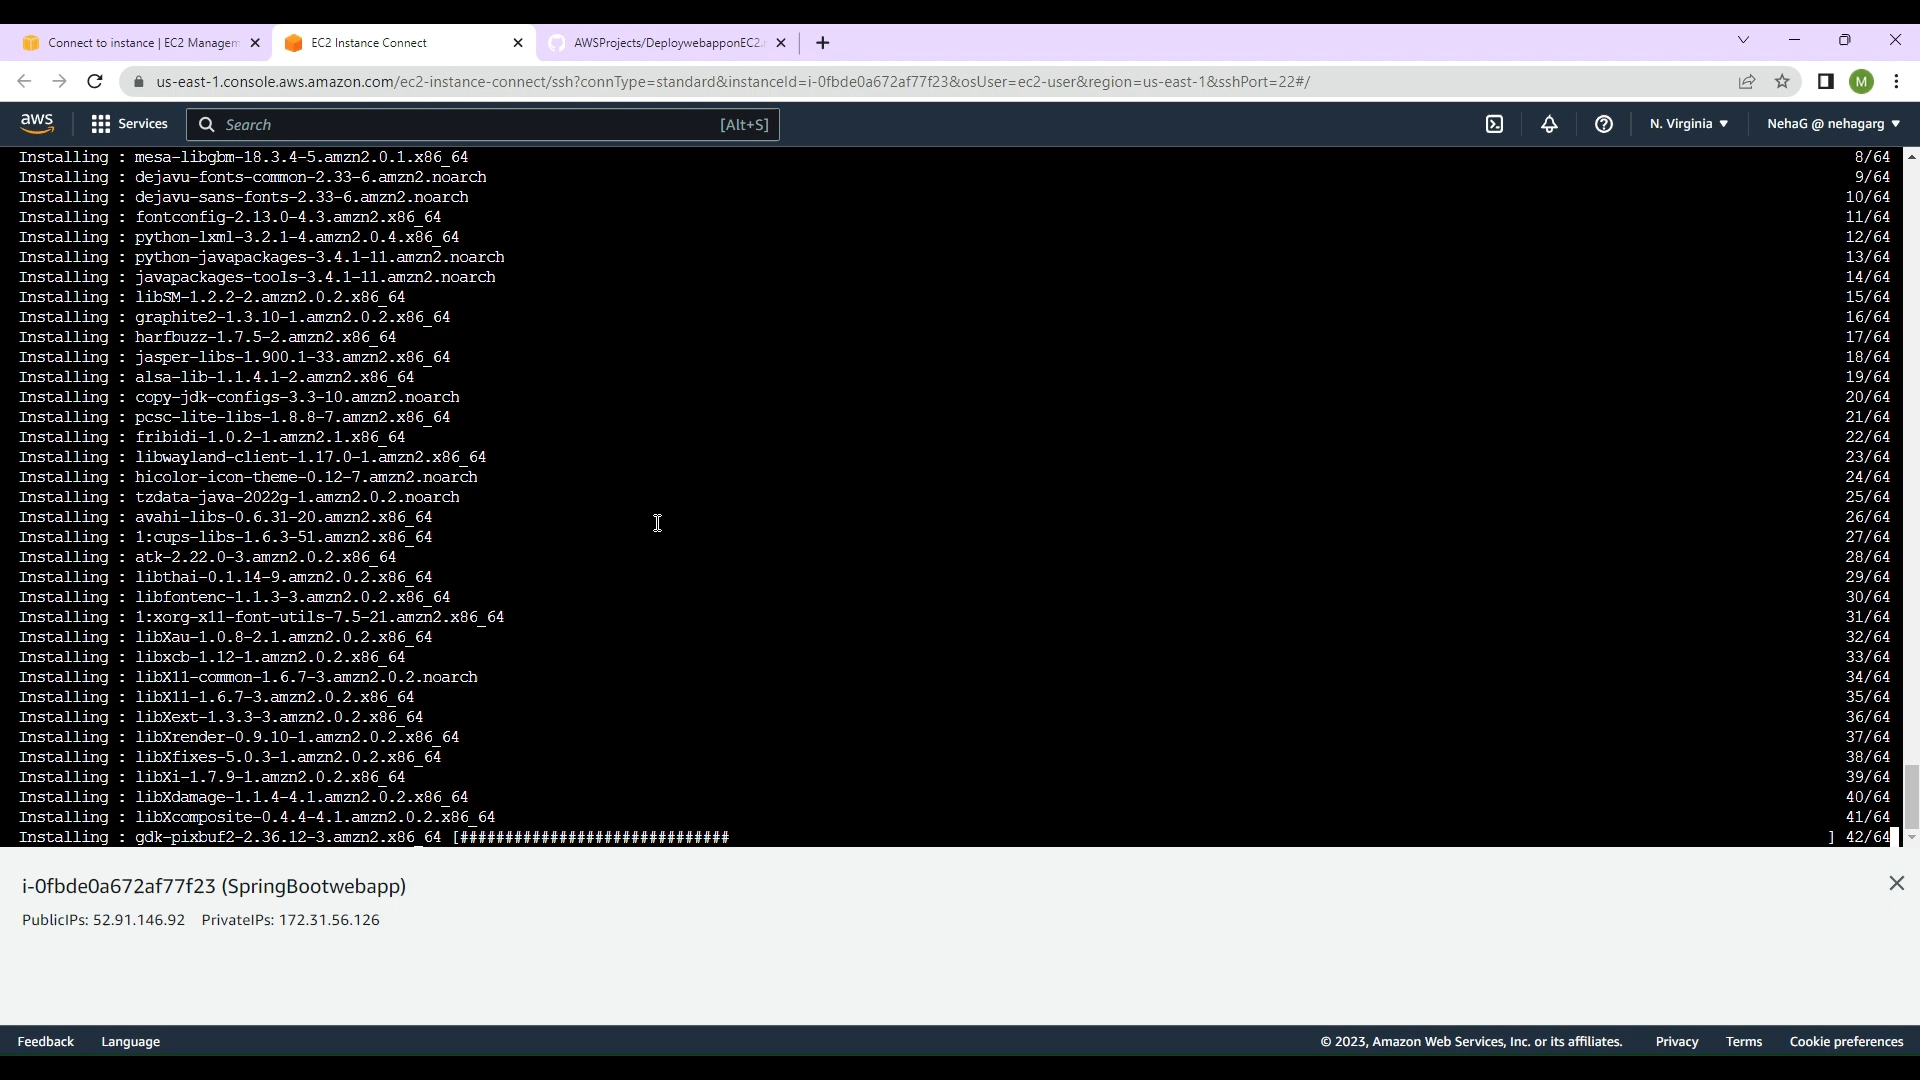 Connect to instance | EC2 Managem
EC2 Instance Connect
AWSProjects/DeploywebapponEC2.
us-east-1.console.aws.amazon.com/ec2-instance-connect/ssh?connType=standard&instanceId=i-0fbde0a672af77f23&osUser=ec2-user&region=us-east-1&sshPort=22#/
M
aws
Services
Search
[Alt+S]
N. Virginia
NehaG @ nehagarg
Installing : mesa-libgbm-18.3.4-5.amzn2.0.1.x86_64 8/64
Installing : dejavu-fonts-common-2.33-6.amzn2.noarch 9/64
Installing : dejavu-sans-fonts-2.33-6.amzn2.noarch 10/64
Installing : fontconfig-2.13.0-4.3.amzn2.x86_64 11/64
Installing : python-lxml-3.2.1-4.amzn2.0.4.x86_64 12/64
Installing : python-javapackages-3.4.1-11.amzn2.noarch 13/64
Installing : javapackages-tools-3.4.1-11.amzn2.noarch 14/64
Installing : libSM-1.2.2-2.amzn2.0.2.x86_64 15/64
Installing : graphite2-1.3.10-1.amzn2.0.2.x86_64 16/64
Installing : harfbuzz-1.7.5-2.amzn2.x86_64 17/64
Installing : jasper-libs-1.900.1-33.amzn2.x86_64 18/64
Installing : alsa-lib-1.1.4.1-2.amzn2.x86_64 19/64
Installing : copy-jdk-configs-3.3-10.amzn2.noarch 20/64
Installing : pcsc-lite-libs-1.8.8-7.amzn2.x86_64 21/64
Installing : fribidi-1.0.2-1.amzn2.1.x86_64 22/64
Installing : libwayland-client-1.17.0-1.amzn2.x86_64 23/64
Installing : hicolor-icon-theme-0.12-7.amzn2.noarch 24/64
Installing : tzdata-java-2022g-1.amzn2.0.2.noarch 25/64
Installing : avahi-libs-0.6.31-20.amzn2.x86_64 26/64
Installing : 1:cups-libs-1.6.3-51.amzn2.x86_64 27/64
Installing : atk-2.22.0-3.amzn2.0.2.x86_64 28/64
Installing : libthai-0.1.14-9.amzn2.0.2.x86_64 29/64
Installing : libfontenc-1.1.3-3.amzn2.0.2.x86_64 30/64
Installing : 1:xorg-x11-font-utils-7.5-21.amzn2.x86_64 31/64
Installing : libXau-1.0.8-2.1.amzn2.0.2.x86_64 32/64
Installing : libxcb-1.12-1.amzn2.0.2.x86_64 33/64
Installing : libX11-common-1.6.7-3.amzn2.0.2.noarch 34/64
Installing : libX11-1.6.7-3.amzn2.0.2.x86_64 35/64
Installing : libXext-1.3.3-3.amzn2.0.2.x86_64 36/64
Installing : libXrender-0.9.10-1.amzn2.0.2.x86_64 37/64
Installing : libXfixes-5.0.3-1.amzn2.0.2.x86_64 38/64
Installing : libXi-1.7.9-1.amzn2.0.2.x86_64 39/64
Installing : libXdamage-1.1.4-4.1.amzn2.0.2.x86_64 40/64
Installing : libXcomposite-0.4.4-4.1.amzn2.0.2.x86_64 41/64
Installing : gdk-pixbuf2-2.36.12-3.amzn2.x86_64 [############################## ] 42/64
i-0fbde0a672af77f23 (SpringBootwebapp)
PublicIPs: 52.91.146.92 PrivateIPs: 172.31.56.126
Feedback
Language
© 2023, Amazon Web Services, Inc. or its affiliates.
Privacy
Terms
Cookie preferences